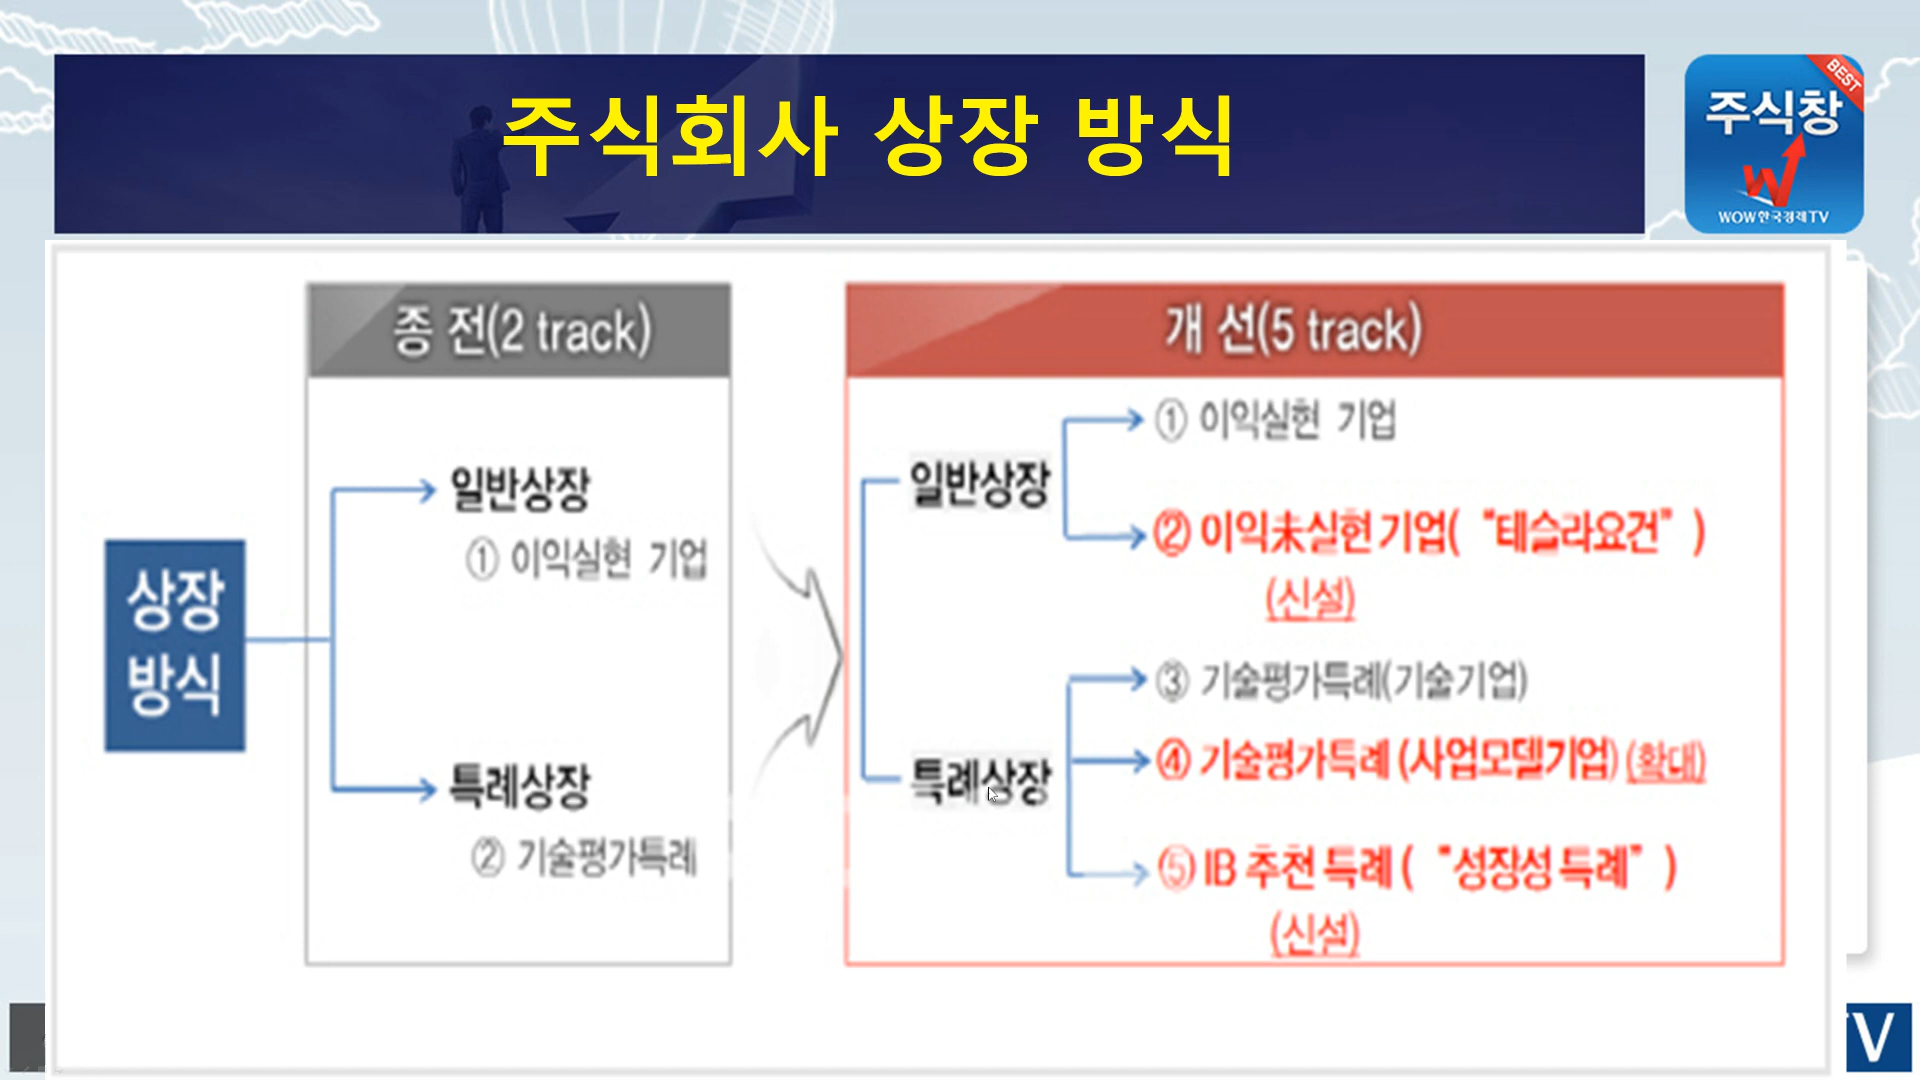 주식회사 상장 방식
BEST
주식창
W
WOW한국경제TV
종 전(2 track)
개 선(5 track)
상장
방식
일반상장
① 이익실현 기업
특례상장
② 기술평가특례
일반상장
① 이익실현 기업
② 이익未실현 기업( “테슬라요건” )
(신설)
특례상장
③ 기술평가특례(기술기업)
④ 기술평가특례 (사업모델기업) (확대)
⑤ IB 추천 특례 ( “성장성 특례” )
(신설)
V